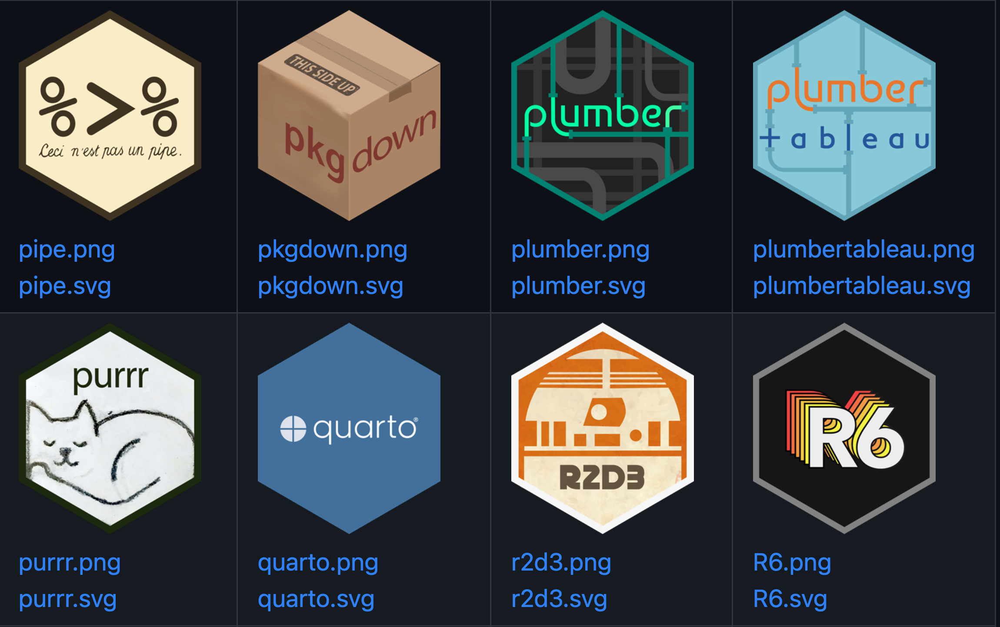 %>%
Ceci n'est pas un pipe.
THIS SIDE UP
pkgdown
plumber
plumber
tableau
pipe.png
pipe.svg
pkgdown.png
pkgdown.svg
plumber.png
plumber.svg
plumbertableau.png
plumbertableau.svg
purrr
quarto®
R2D3
R6
purrr.png
purrr.svg
quarto.png
quarto.svg
r2d3.png
r2d3.svg
R6.png
R6.svg